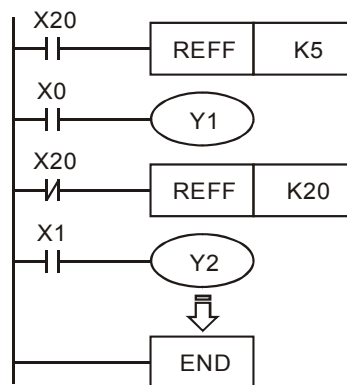 X20
REFF K5
X0
Y1
X20
REFF K20
X1
Y2
END